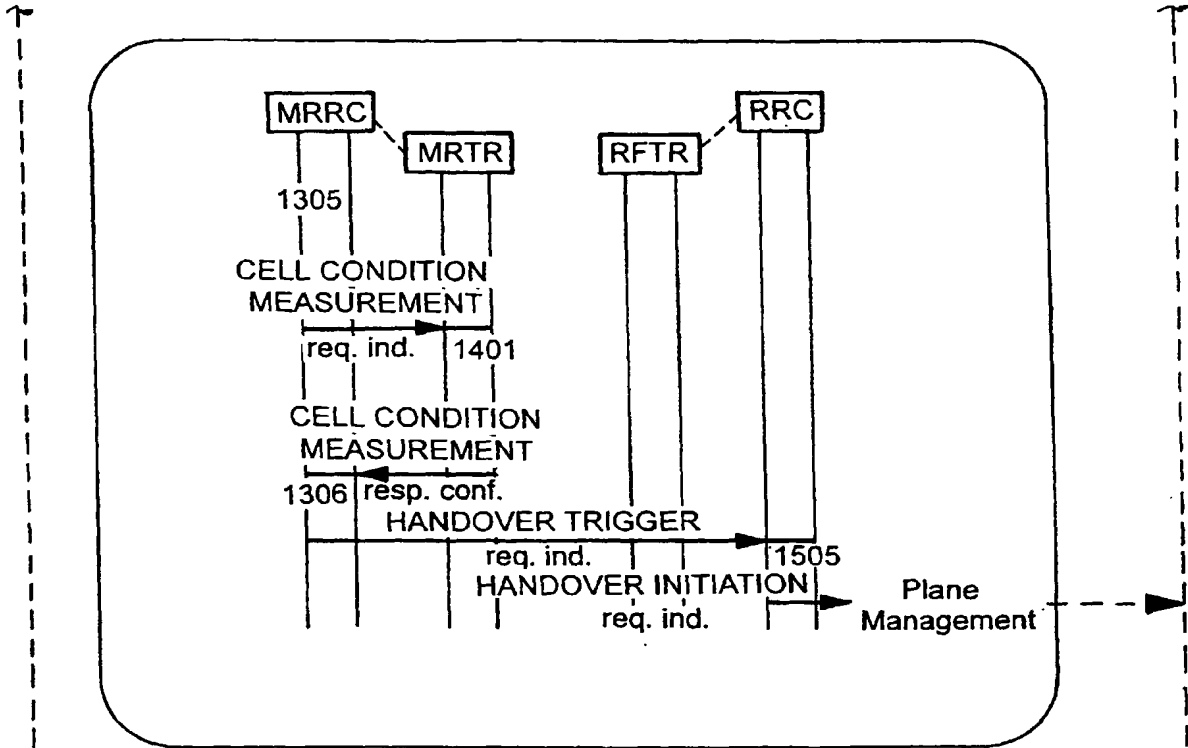 MRRC
RRC
MRTR
RFTR
1305
CELL CONDITION
MEASUREMENT
req. ind.
1401
CELL CONDITION
MEASUREMENT
1306
resp. conf.
HANDOVER TRIGGER
req. ind.
1505
HANDOVER INITIATION
req. ind.
Plane
Management